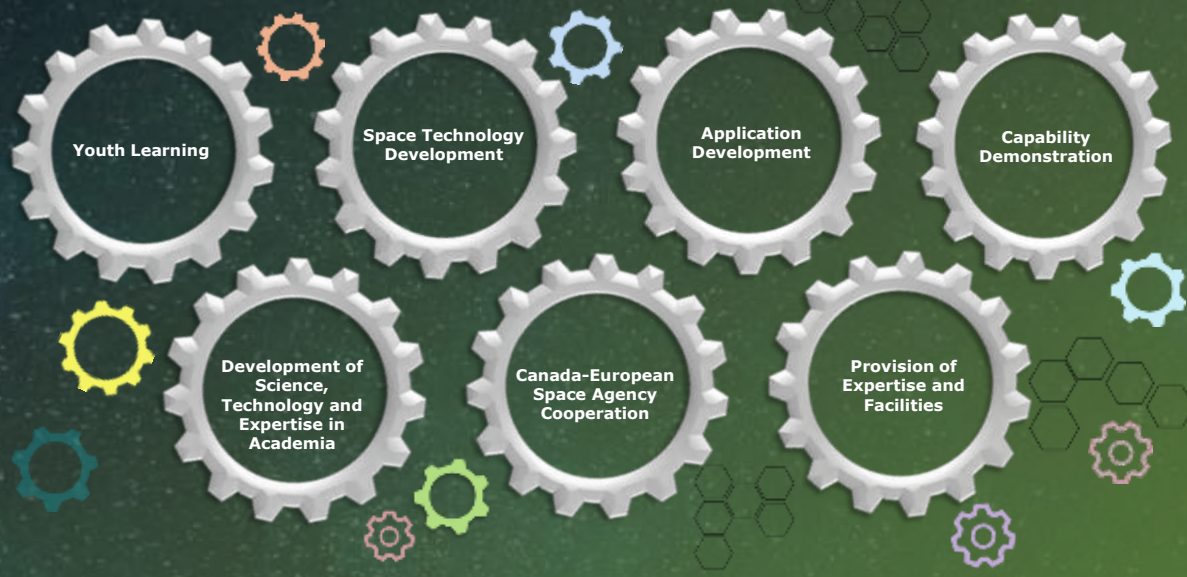 Youth Learning
Space Technology
Development
Application
Development
Capability
Demonstration
Development of
Science,
Technology and
Expertise in
Academia
Canada-European
Space Agency
Cooperation
Provision of
Expertise and
Facilities